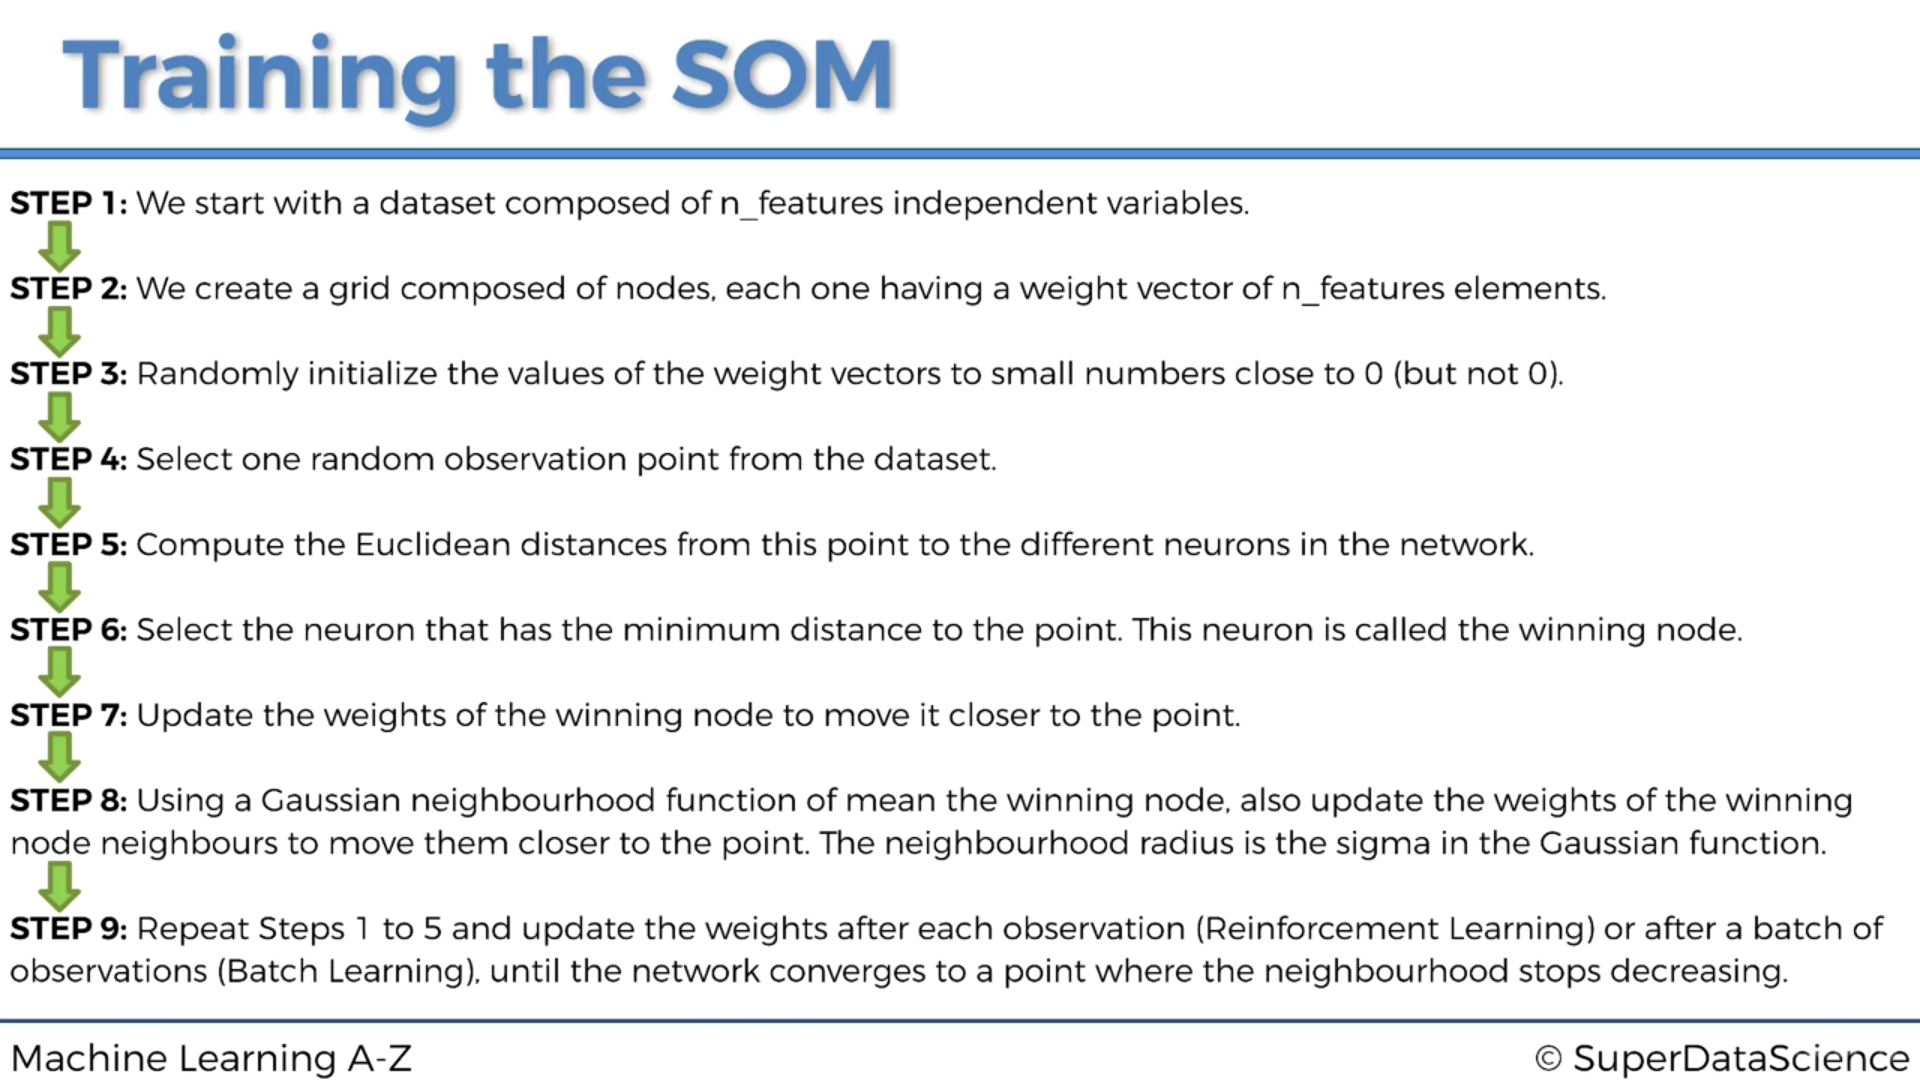 Training the SOM
STEP 1: We start with a dataset composed of n_features independent variables.
STEP 2: We create a grid composed of nodes, each one having a weight vector of n_features elements.
STEP 3: Randomly initialize the values of the weight vectors to small numbers close to 0 (but not 0).
STEP 4: Select one random observation point from the dataset.
STEP 5: Compute the Euclidean distances from this point to the different neurons in the network.
STEP 6: Select the neuron that has the minimum distance to the point. This neuron is called the winning node.
STEP 7: Update the weights of the winning node to move it closer to the point.
STEP 8: Using a Gaussian neighbourhood function of mean the winning node, also update the weights of the winning
node neighbours to move them closer to the point. The neighbourhood radius is the sigma in the Gaussian function.
STEP 9: Repeat Steps 1 to 5 and update the weights after each observation (Reinforcement Learning) or after a batch of
observations (Batch Learning), until the network converges to a point where the neighbourhood stops decreasing.
Machine Learning A-Z
© SuperDataScience